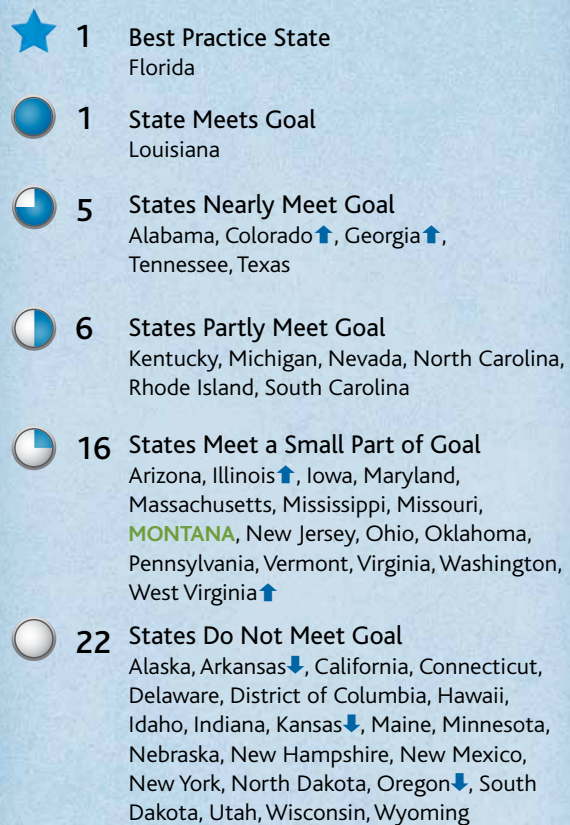 1 Best Practice State
Florida
1 State Meets Goal
Louisiana
5 States Nearly Meet Goal
Alabama, Colorado⬆, Georgia⬆,
Tennessee, Texas
6 States Partly Meet Goal
Kentucky, Michigan, Nevada, North Carolina,
Rhode Island, South Carolina
16 States Meet a Small Part of Goal
Arizona, Illinois⬆, Iowa, Maryland,
Massachusetts, Mississippi, Missouri,
MONTANA, New Jersey, Ohio, Oklahoma,
Pennsylvania, Vermont, Virginia, Washington,
West Virginia⬆
22 States Do Not Meet Goal
Alaska, Arkansas⬇, California, Connecticut,
Delaware, District of Columbia, Hawaii,
Idaho, Indiana, Kansas⬇, Maine, Minnesota,
Nebraska, New Hampshire, New Mexico,
New York, North Dakota, Oregon⬇, South
Dakota, Utah, Wisconsin, Wyoming